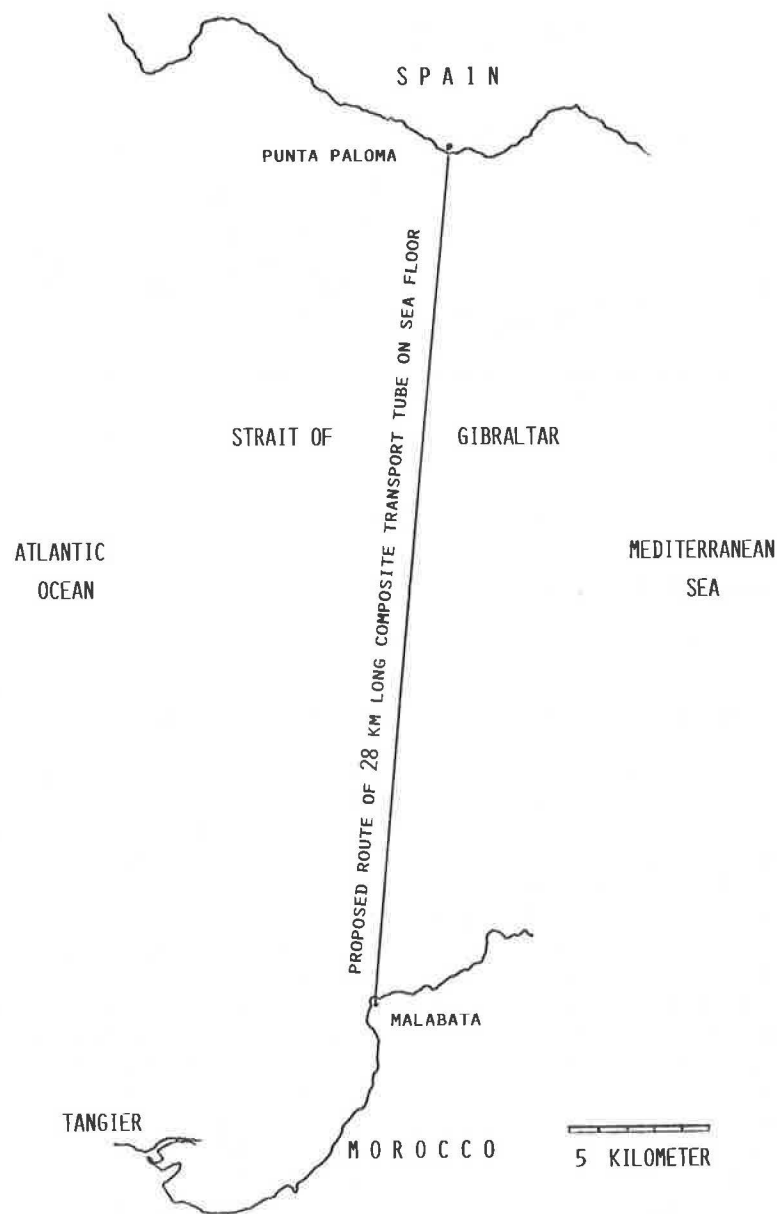 SPAIN
PUNTA PALOMA
PROPOSED ROUTE OF 28 KM LONG COMPOSITE TRANSPORT TUBE ON SEA FLOOR
STRAIT OF GIBRALTAR
ATLANTIC
OCEAN
MEDITERRANEAN
SEA
MALABATA
TANGIER
MOROCCO
5 KILOMETER